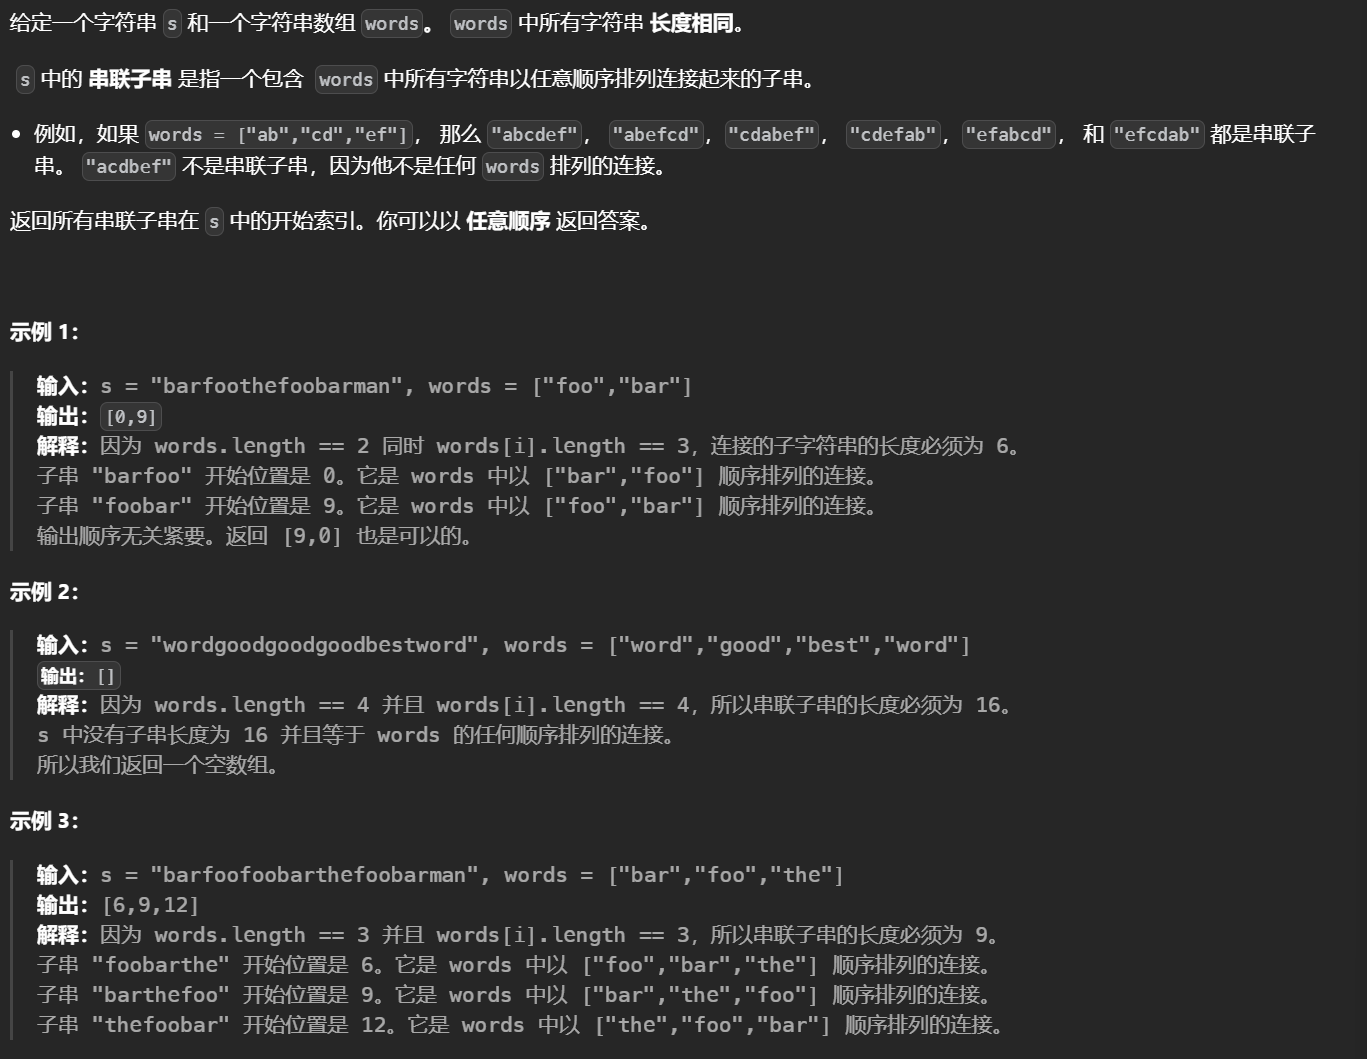 给定一个字符串 s 和一个字符串数组 words。 words 中所有字符串 长度相同。
s 中的 串联子串 是指一个包含 words 中所有字符串以任意顺序排列连接起来的子串。
• 例如，如果 words = ["ab","cd","ef"]， 那么 "abcdef"， "abefcd"，"cdabef"， "cdefab"，"efabcd"， 和 "efcdab" 都是串联子
串。 "acdbef" 不是串联子串，因为他不是任何 words 排列的连接。
返回所有串联子串在 s 中的开始索引。你可以以 任意顺序 返回答案。
示例 1：
输入：s = "barfoothefoobarman", words = ["foo","bar"]
输出：[0,9]
解释：因为 words.length == 2 同时 words[i].length == 3，连接的子字符串的长度必须为 6。
子串 "barfoo" 开始位置是 0。它是 words 中以 ["bar","foo"] 顺序排列的连接。
子串 "foobar" 开始位置是 9。它是 words 中以 ["foo","bar"] 顺序排列的连接。
输出顺序无关紧要。返回 [9,0] 也是可以的。
示例 2：
输入：s = "wordgoodgoodgoodbestword", words = ["word","good","best","word"]
输出：[]
解释：因为 words.length == 4 并且 words[i].length == 4，所以串联子串的长度必须为 16。
s 中没有子串长度为 16 并且等于 words 的任何顺序排列的连接。
所以我们返回一个空数组。
示例 3：
输入：s = "barfoofoobarthefoobarman", words = ["bar","foo","the"]
输出：[6,9,12]
解释：因为 words.length == 3 并且 words[i].length == 3，所以串联子串的长度必须为 9。
子串 "foobarthe" 开始位置是 6。它是 words 中以 ["foo","bar","the"] 顺序排列的连接。
子串 "barthefoo" 开始位置是 9。它是 words 中以 ["bar","the","foo"] 顺序排列的连接。
子串 "thefoobar" 开始位置是 12。它是 words 中以 ["the","foo","bar"] 顺序排列的连接。